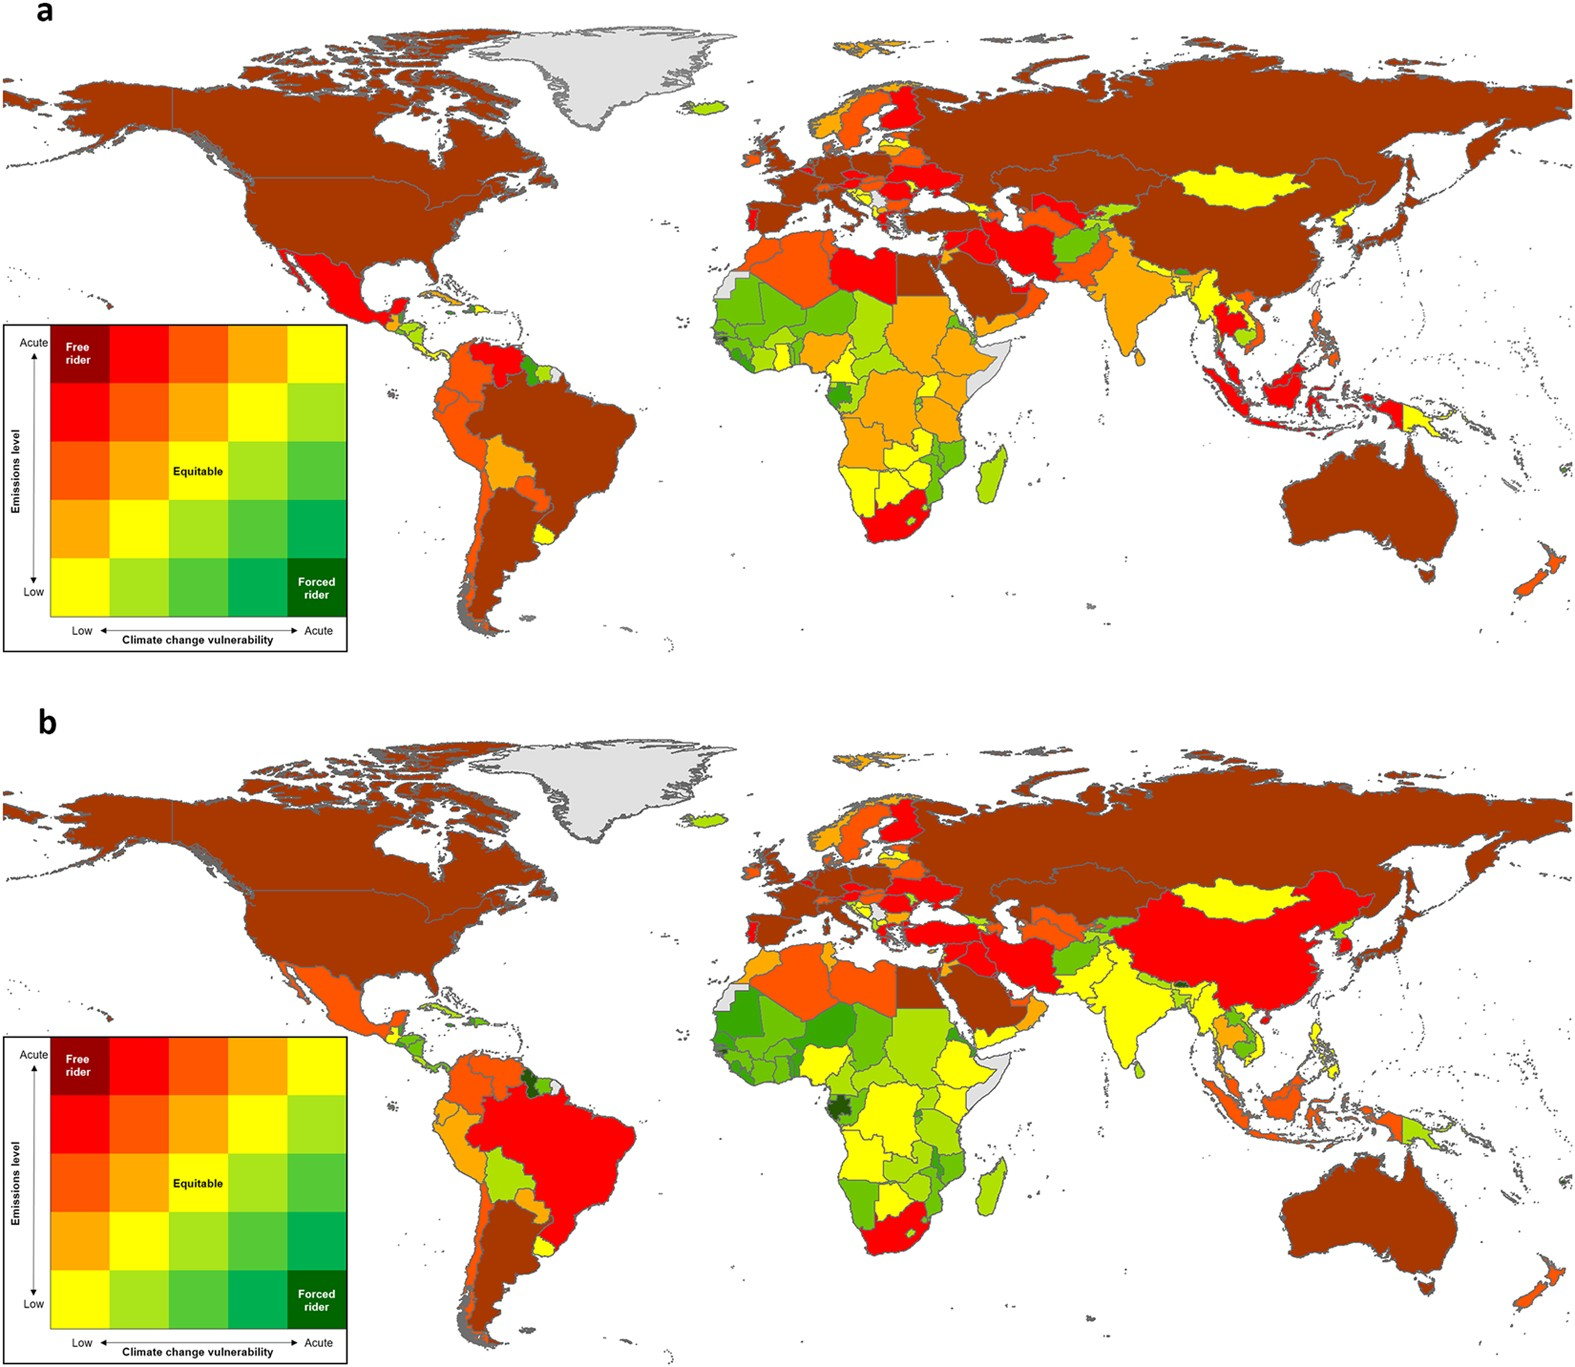 a
Acute
Free
rider
Emissions level
Equitable
Low
Forced
rider
Low
Climate change vulnerability
Acute
b
Acute
Free
rider
Emissions level
Equitable
Low
Forced
rider
Low
Climate change vulnerability
Acute